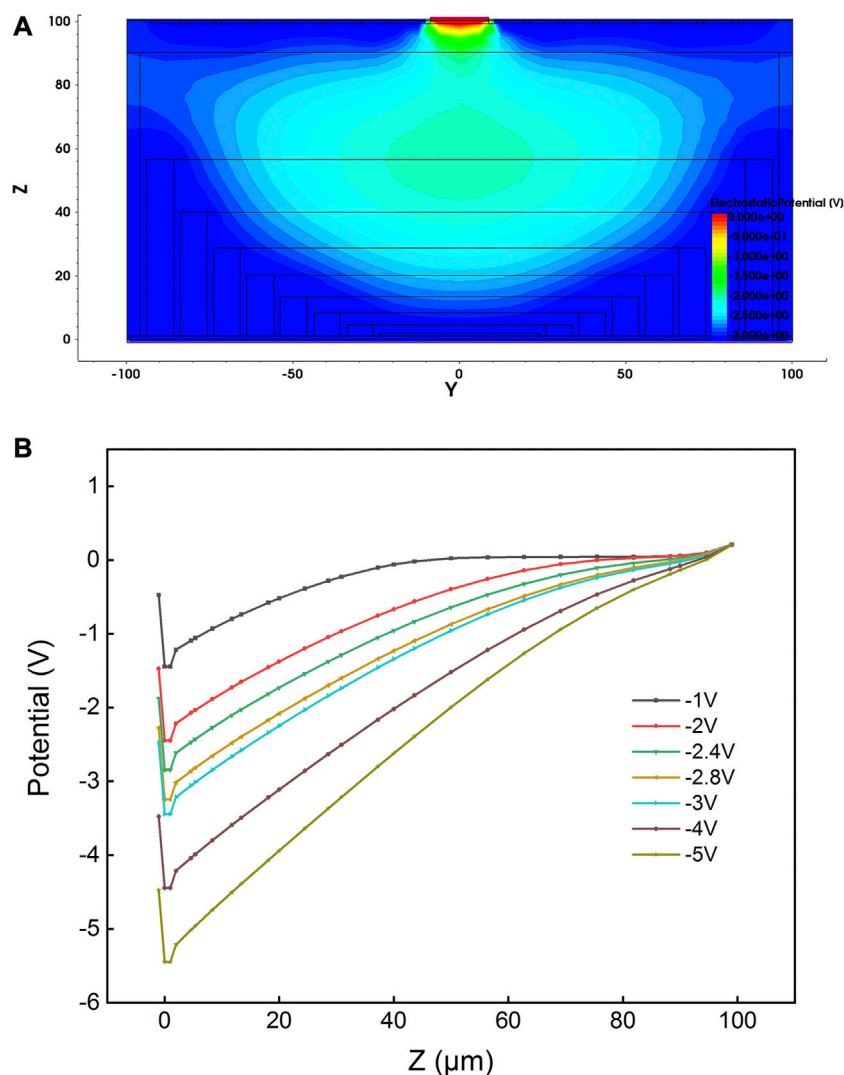 A
100
80
60
40
20
0
Z
ElectrostaticPotential (V)
0.000e+00
-5.000e-01
-1.000e+00
-1.500e+00
-2.000e+00
-2.500e+00
-3.000e+00
-100
-50
0
50
100
Y
B
1
0
-1
-2
-3
-4
-5
-6
Potential (V)
-1V
-2V
-2.4V
-2.8V
-3V
-4V
-5V
0
20
40
60
80
100
Z (μm)